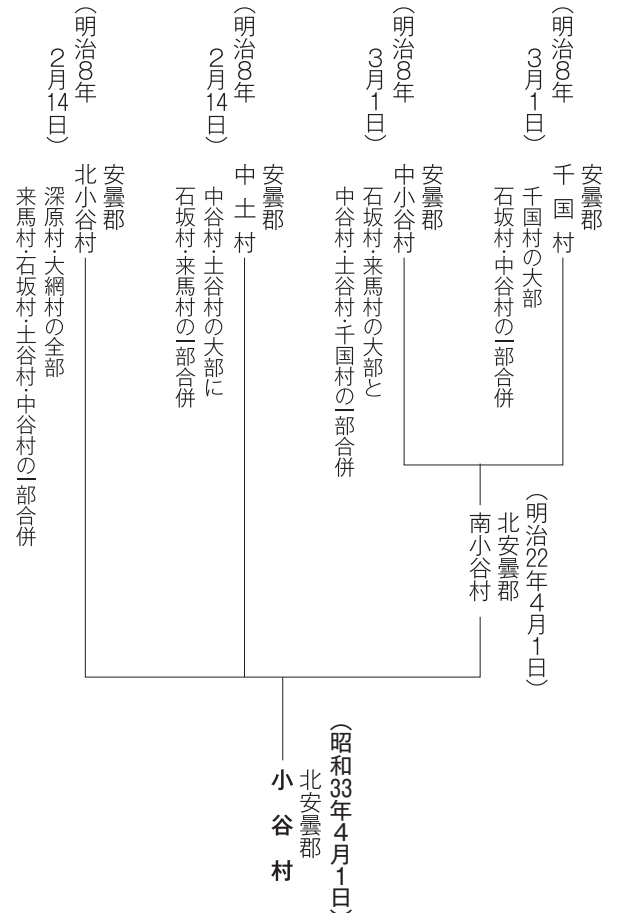 （明治8年
3月1日）
安曇郡
千国村
千国村の大部
石坂村・中谷村の一部合併
（明治8年
3月1日）
安曇郡
中小谷村
石坂村・来馬村の大部と
中谷村・土谷村・千国村の一部合併
（明治22年4月1日）
北安曇郡
南小谷村
（明治8年
2月14日）
安曇郡
中土村
中谷村・土谷村の大部に
石坂村・来馬村の一部合併
（明治8年
2月14日）
安曇郡
北小谷村
深原村・大網村の全部
来馬村・石坂村・土谷村・中谷村の一部合併
（昭和33年4月1日）
北安曇郡
小谷村